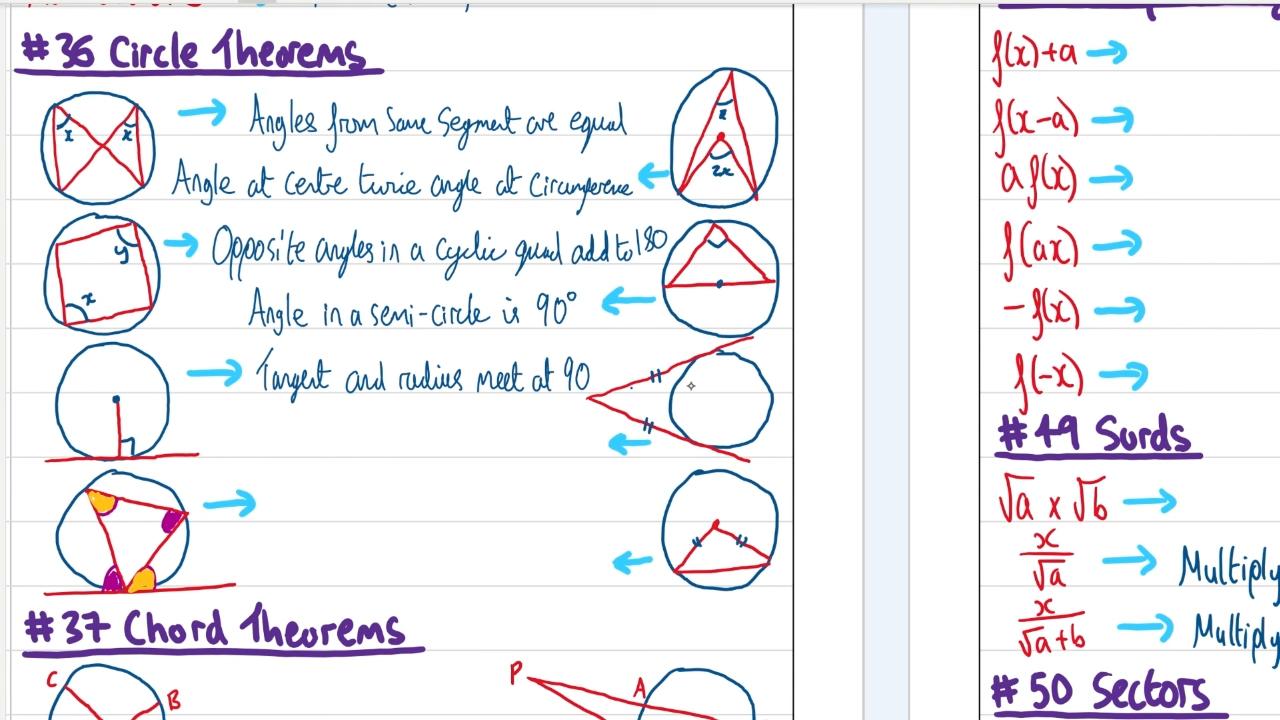 #36 Circle Theorems
x x
Angles from same segment are equal
x
2x
Angle at centre twice angle at circumference
y
x
Opposite angles in a cyclic quad add to 180
Angle in a semi-circle is 90°
Tangent and radius meet at 90
#37 Chord Theorems
C
B
P
A
f(x)+a
f(x-a)
a f(x)
f(ax)
-f(x)
f(-x)
#49 Surds
√a x √b
x/√a Multiply
x/√a+b Multiply
#50 Sectors